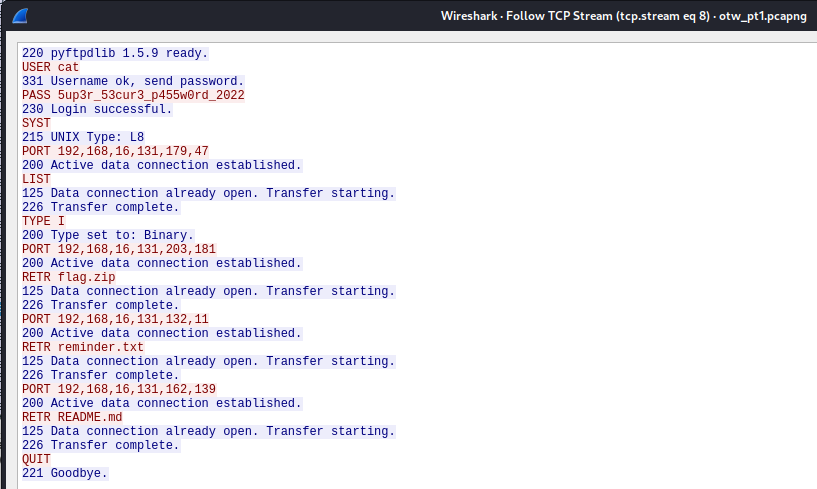 Wireshark · Follow TCP Stream (tcp.stream eq 8) · otw_pt1.pcapng
220 pyftpdlib 1.5.9 ready.
USER cat
331 Username ok, send password.
PASS 5up3r_53cur3_p455w0rd_2022
230 Login successful.
SYST
215 UNIX Type: L8
PORT 192,168,16,131,179,47
200 Active data connection established.
LIST
125 Data connection already open. Transfer starting.
226 Transfer complete.
TYPE I
200 Type set to: Binary.
PORT 192,168,16,131,203,181
200 Active data connection established.
RETR flag.zip
125 Data connection already open. Transfer starting.
226 Transfer complete.
PORT 192,168,16,131,132,11
200 Active data connection established.
RETR reminder.txt
125 Data connection already open. Transfer starting.
226 Transfer complete.
PORT 192,168,16,131,162,139
200 Active data connection established.
RETR README.md
125 Data connection already open. Transfer starting.
226 Transfer complete.
QUIT
221 Goodbye.